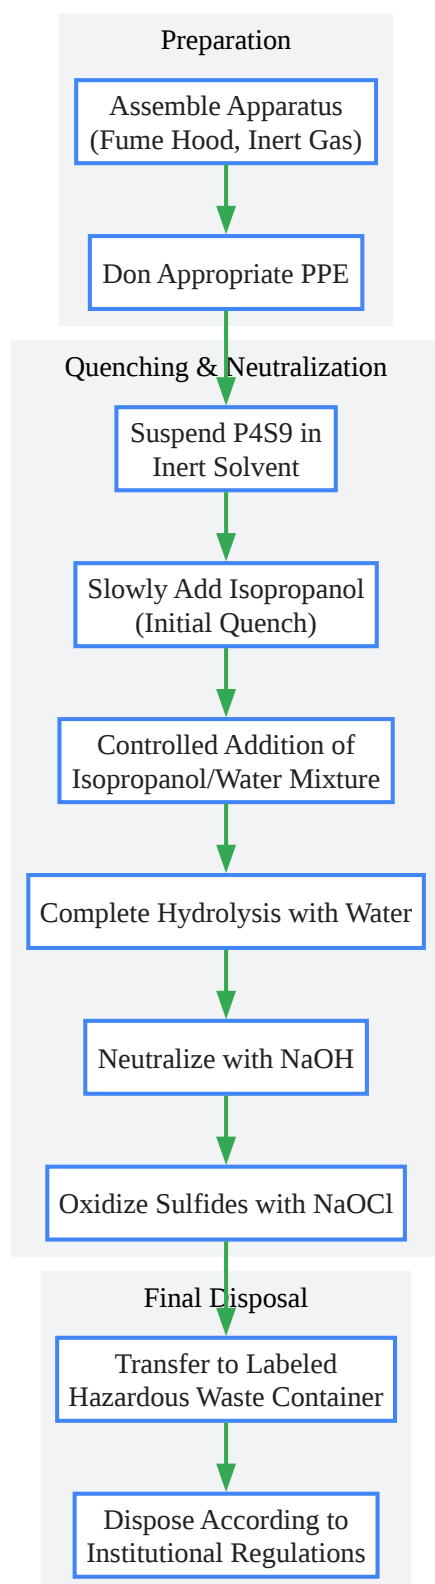 Preparation
Assemble Apparatus
(Fume Hood, Inert Gas)
Don Appropriate PPE
Quenching & Neutralization
Suspend P4S9 in
Inert Solvent
Slowly Add Isopropanol
(Initial Quench)
Controlled Addition of
Isopropanol/Water Mixture
Complete Hydrolysis with Water
Neutralize with NaOH
Oxidize Sulfides with NaOCl
Final Disposal
Transfer to Labeled
Hazardous Waste Container
Dispose According to
Institutional Regulations